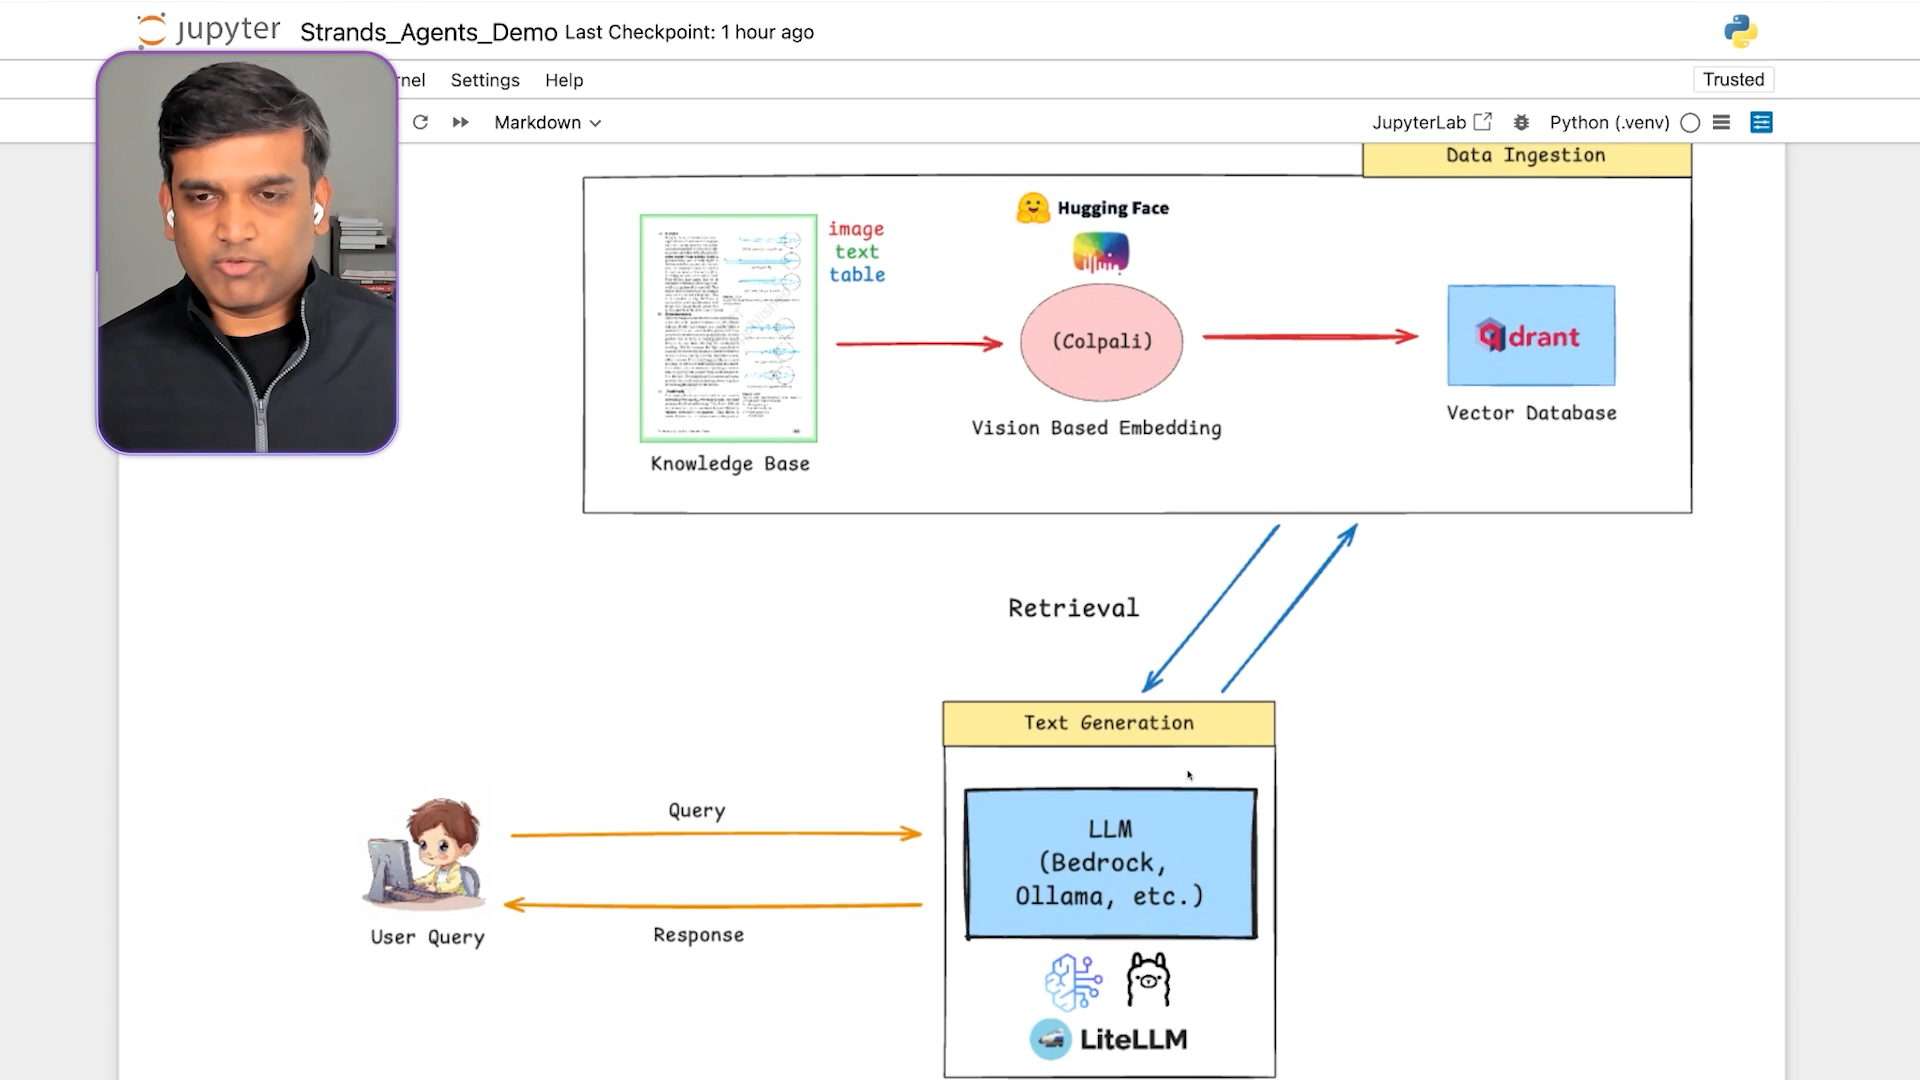 jupyter Strands_Agents_Demo Last Checkpoint: 1 hour ago
nel Settings Help Trusted
Markdown JupyterLab Python (.venv)
Data Ingestion
Hugging Face
image
text
table
(Colpali)
qdrant
Vision Based Embedding
Vector Database
Knowledge Base
Retrieval
Text Generation
Query
LLM
(Bedrock,
Ollama, etc.)
User Query
Response
LiteLLM